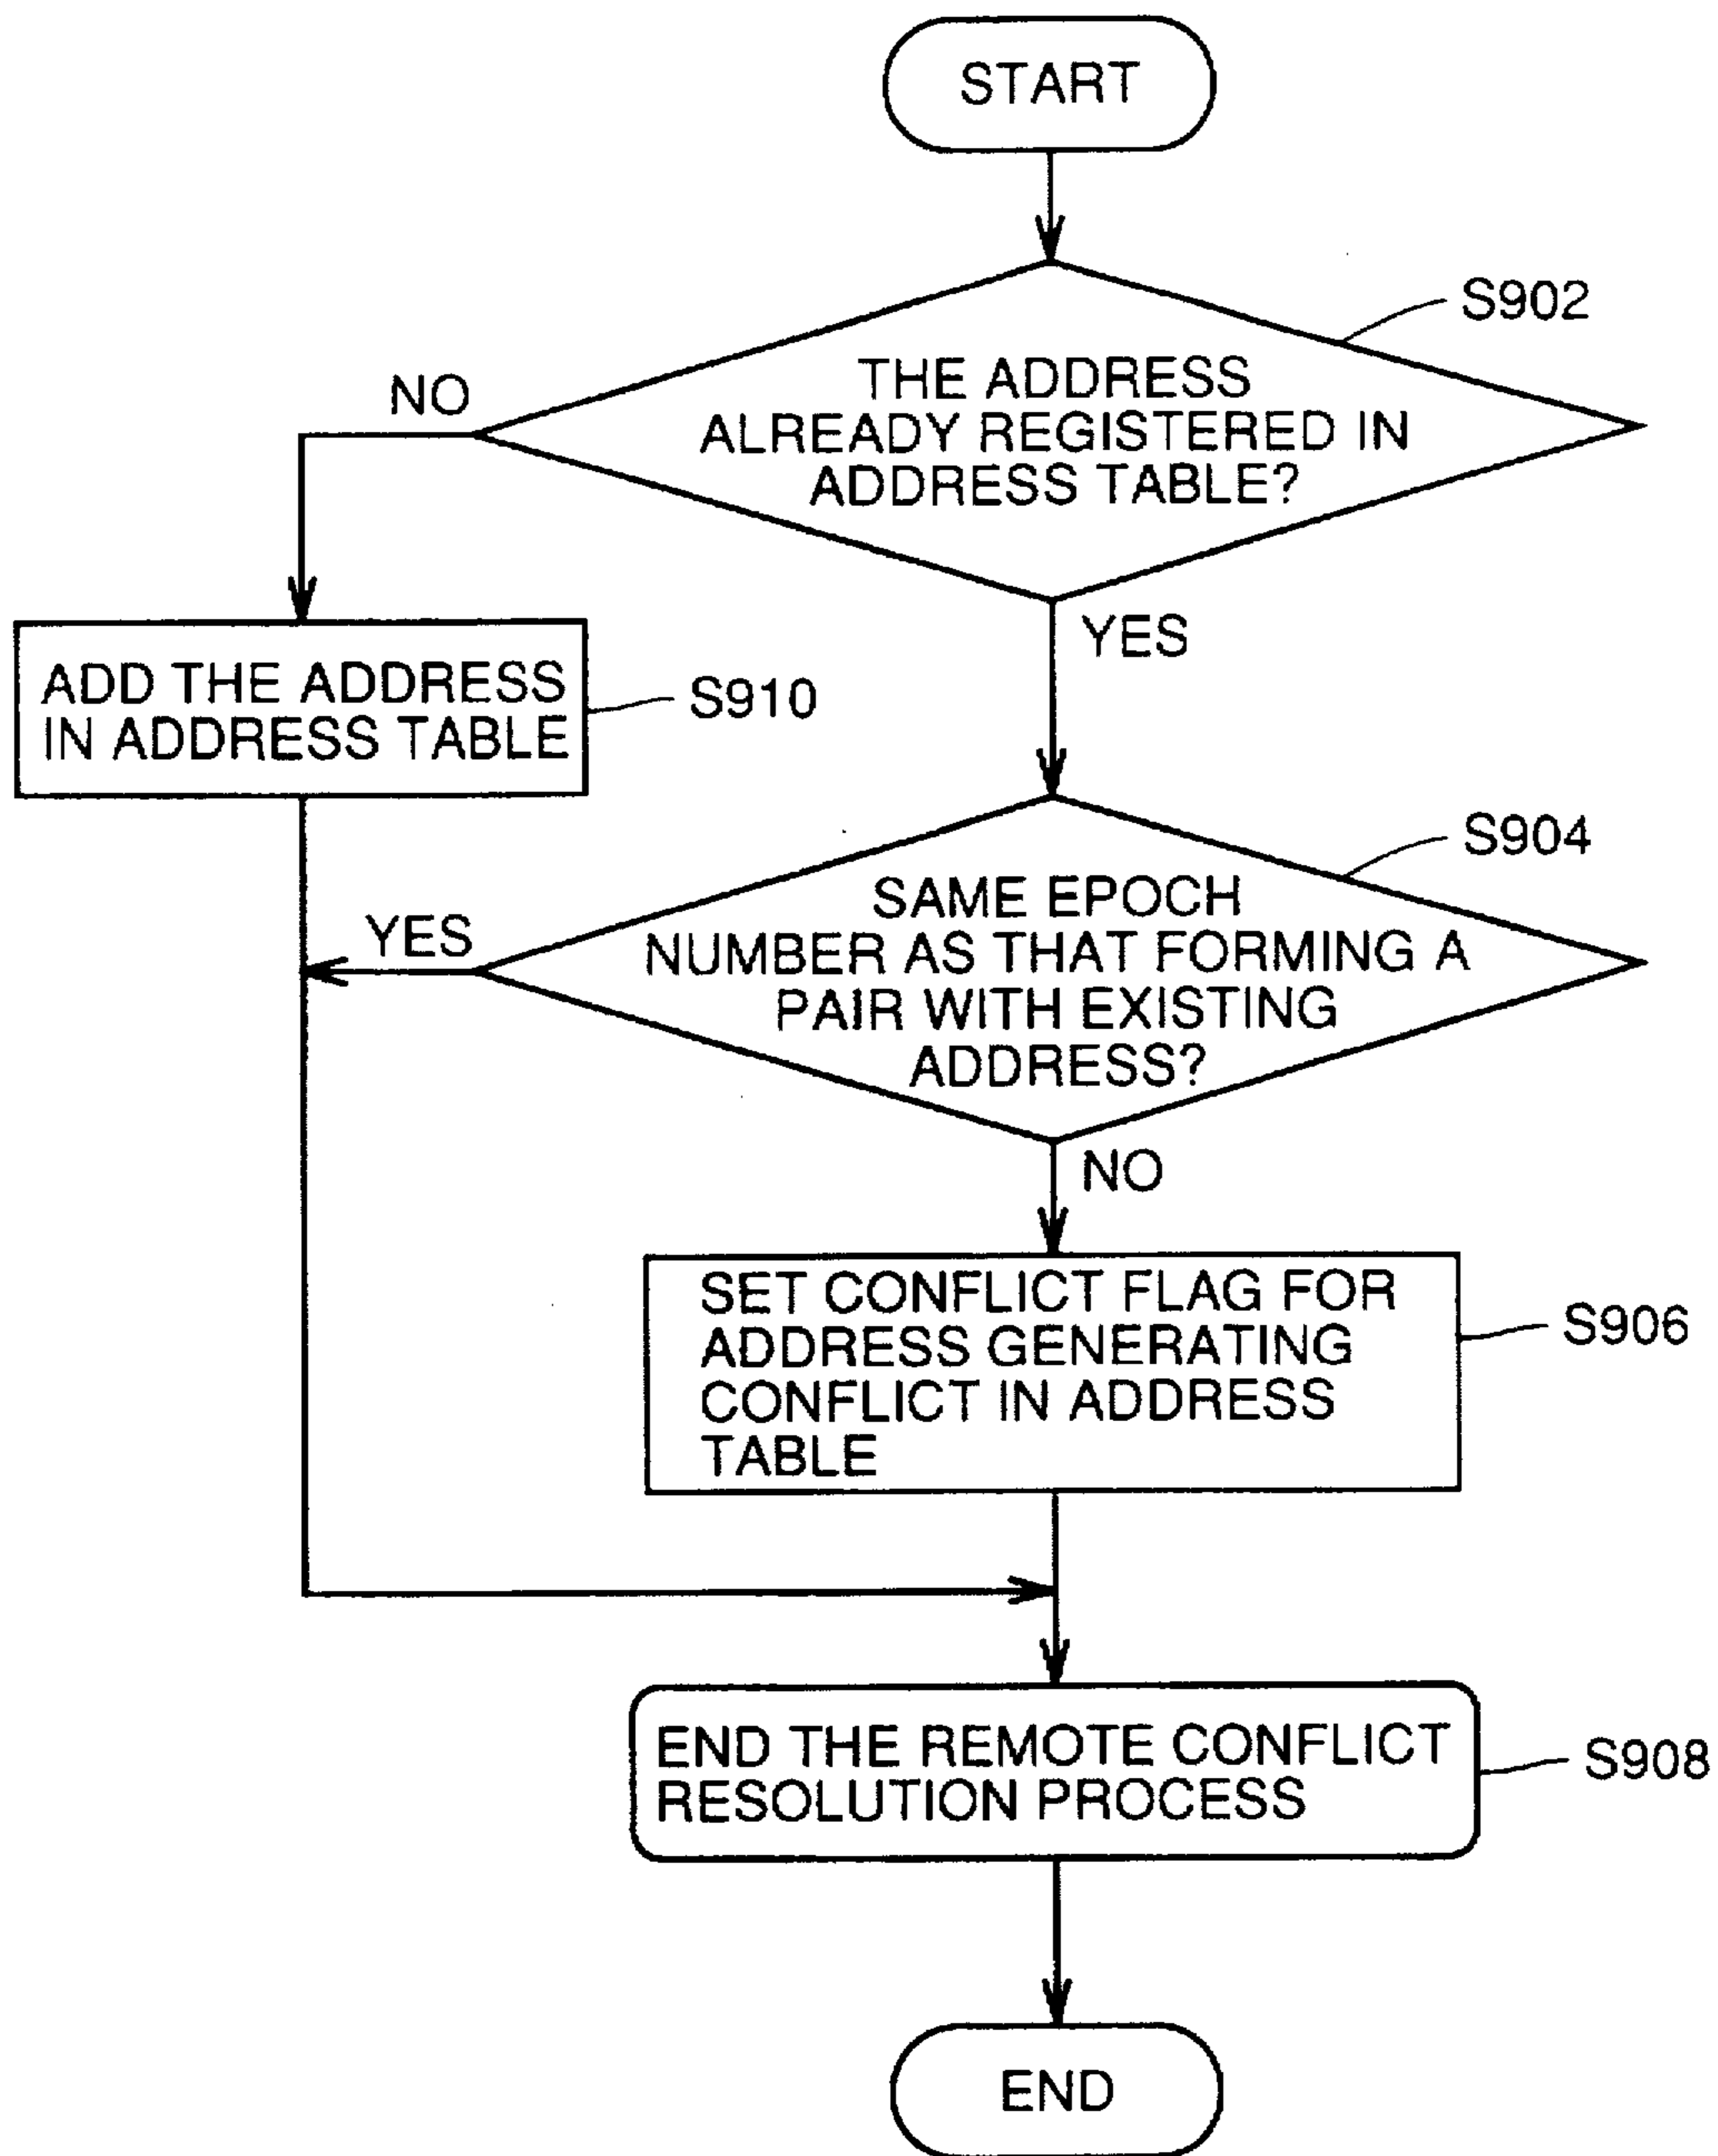 START
S902
THE ADDRESS
ALREADY REGISTERED IN
ADDRESS TABLE?
NO
YES
ADD THE ADDRESS
IN ADDRESS TABLE
S910
S904
SAME EPOCH
NUMBER AS THAT FORMING A
PAIR WITH EXISTING
ADDRESS?
YES
NO
SET CONFLICT FLAG FOR
ADDRESS GENERATING
CONFLICT IN ADDRESS
TABLE
S906
END THE REMOTE CONFLICT
RESOLUTION PROCESS
S908
END